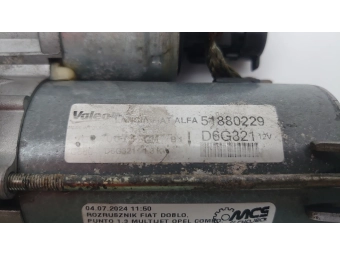 Valeo ALFA 51880229
D6G321 12V
04.07.2024 11:50
ROZRUSZNIK FIAT DOBLO,
PUNTO 1.3 MULTIJET OPEL COMBO
MCS